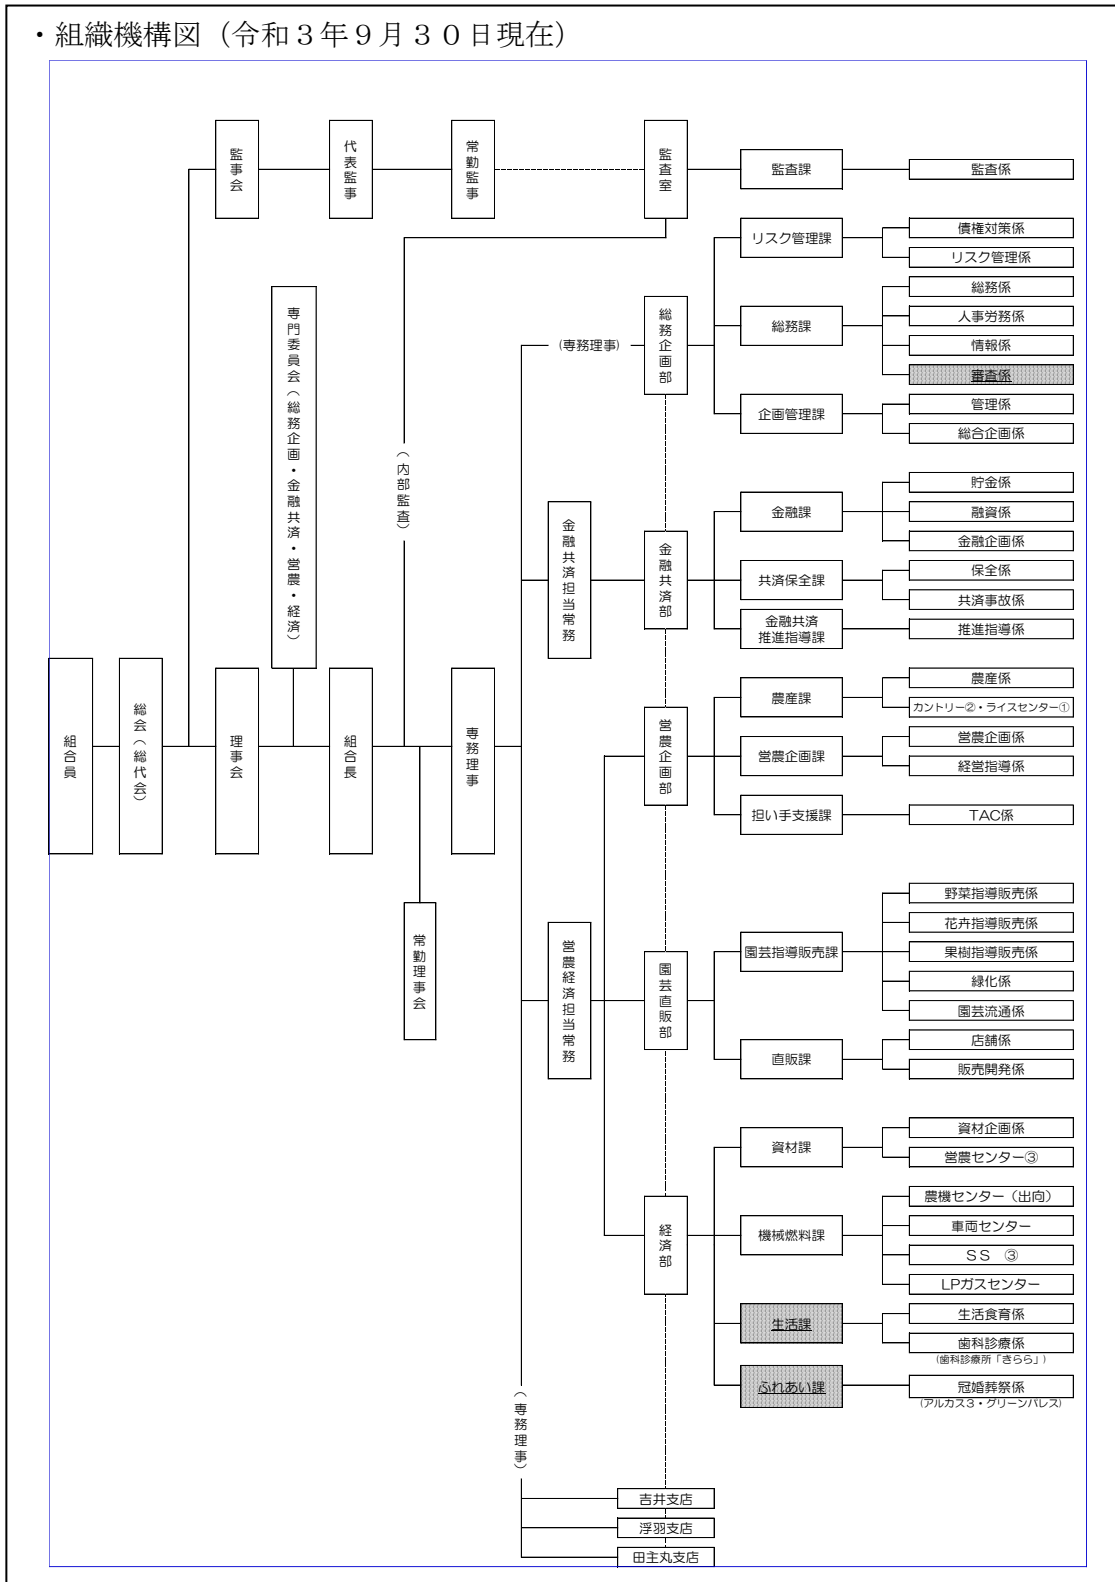 ・組織機構図（令和３年９月３０日現在）
監事会
代表監事
常勤監事
監査室
監査課
監査係
リスク管理課
債権対策係
リスク管理係
専門委員会（総務企画・金融共済・営農・経済）
(専務理事)
総務企画部
総務課
総務係
人事労務係
情報係
審査係
企画管理課
管理係
総合企画係
（内部監査）
金融共済担当常務
金融共済部
金融課
貯金係
融資係
金融企画係
共済保全課
保全係
共済事故係
金融共済
推進指導課
推進指導係
組合員
総会（総代会）
理事会
組合長
専務理事
常勤理事会
営農企画部
農産課
農産係
カントリー②・ライスセンター①
営農企画課
営農企画係
経営指導係
担い手支援課
TAC係
営農経済担当常務
園芸直販部
園芸指導販売課
野菜指導販売係
花卉指導販売係
果樹指導販売係
緑化係
園芸流通係
直販課
店舗係
販売開発係
経済部
資材課
資材企画係
営農センター③
機械燃料課
農機センター（出向）
車両センター
ＳＳ　③
LPガスセンター
生活課
生活食育係
歯科診療係
(歯科診療所「きらら」)
ふれあい課
冠婚葬祭係
(アルカス３・グリーンパレス)
（専務理事）
吉井支店
浮羽支店
田主丸支店